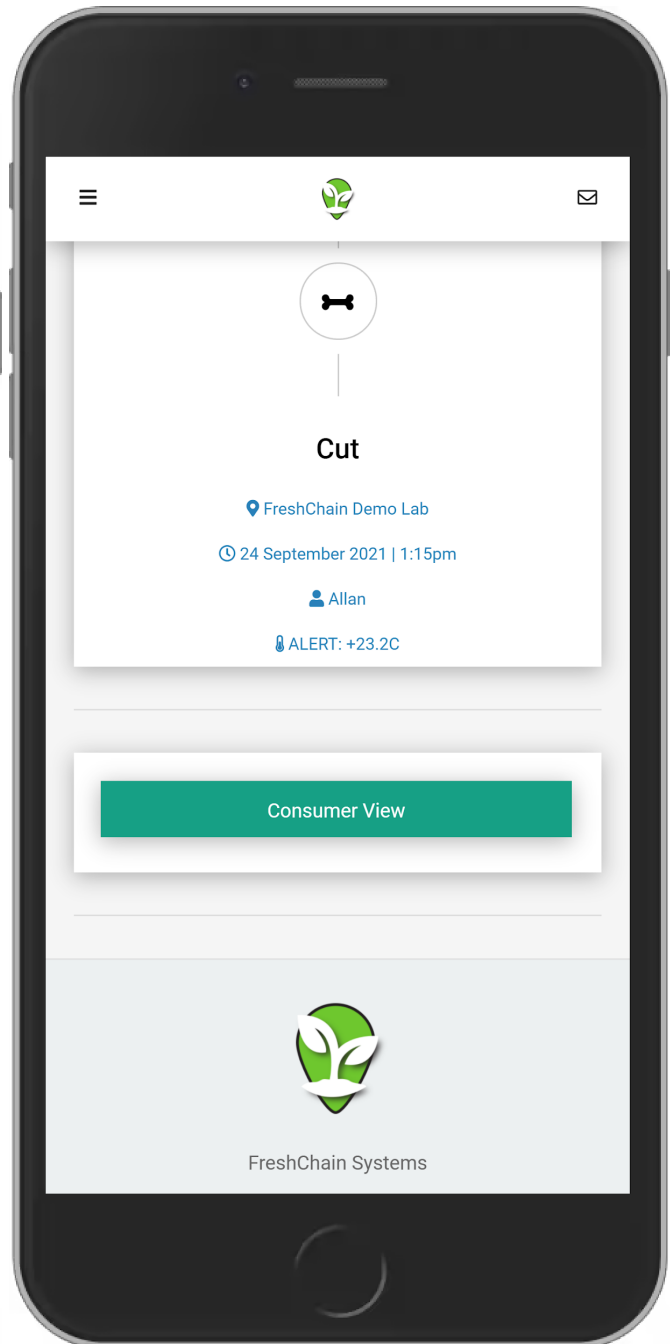 Cut
FreshChain Demo Lab
24 September 2021 | 1:15pm
Allan
ALERT: +23.2C
Consumer View
FreshChain Systems